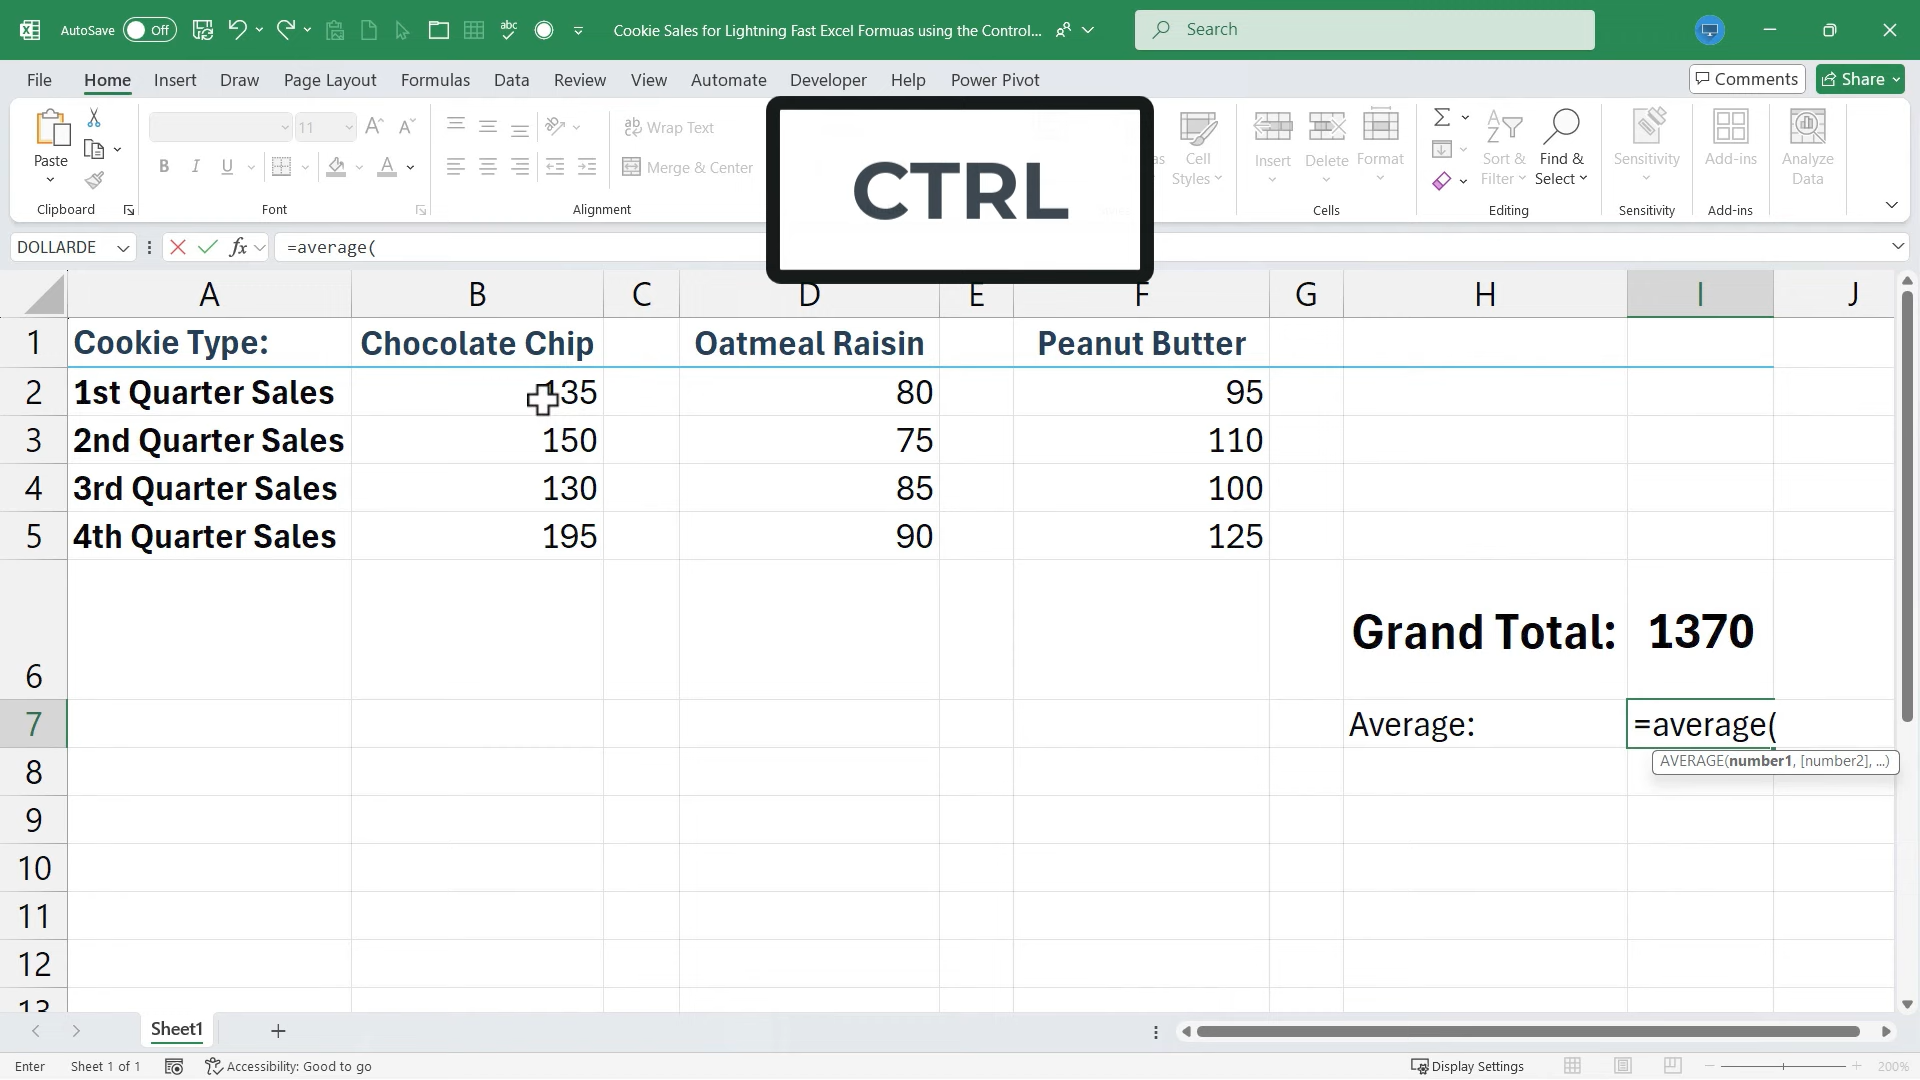 AutoSave Off abc Cookie Sales for Lightning Fast Excel Formuas using the Control... Search
File Home Insert Draw Page Layout Formulas Data Review View Automate Developer Help Power Pivot Comments Share
Paste
Clipboard
11
B I U A
Font
ab Wrap Text
Merge & Center
Alignment
CTRL
Cell
Styles
Insert Delete Format
Cells
Sort &
Filter
Find &
Select
Editing
Sensitivity
Sensitivity
Add-ins
Add-ins
Analyze
Data
DOLLARDE fx =average(
A B C D E F G H I J
1 Cookie Type: Chocolate Chip Oatmeal Raisin Peanut Butter
2 1st Quarter Sales 135 80 95
3 2nd Quarter Sales 150 75 110
4 3rd Quarter Sales 130 85 100
5 4th Quarter Sales 195 90 125
6 Grand Total: 1370
7 Average: =average(
AVERAGE(number1, [number2], ...)
8
9
10
11
12
13
Sheet1
Enter Sheet 1 of 1 Accessibility: Good to go Display Settings 200%